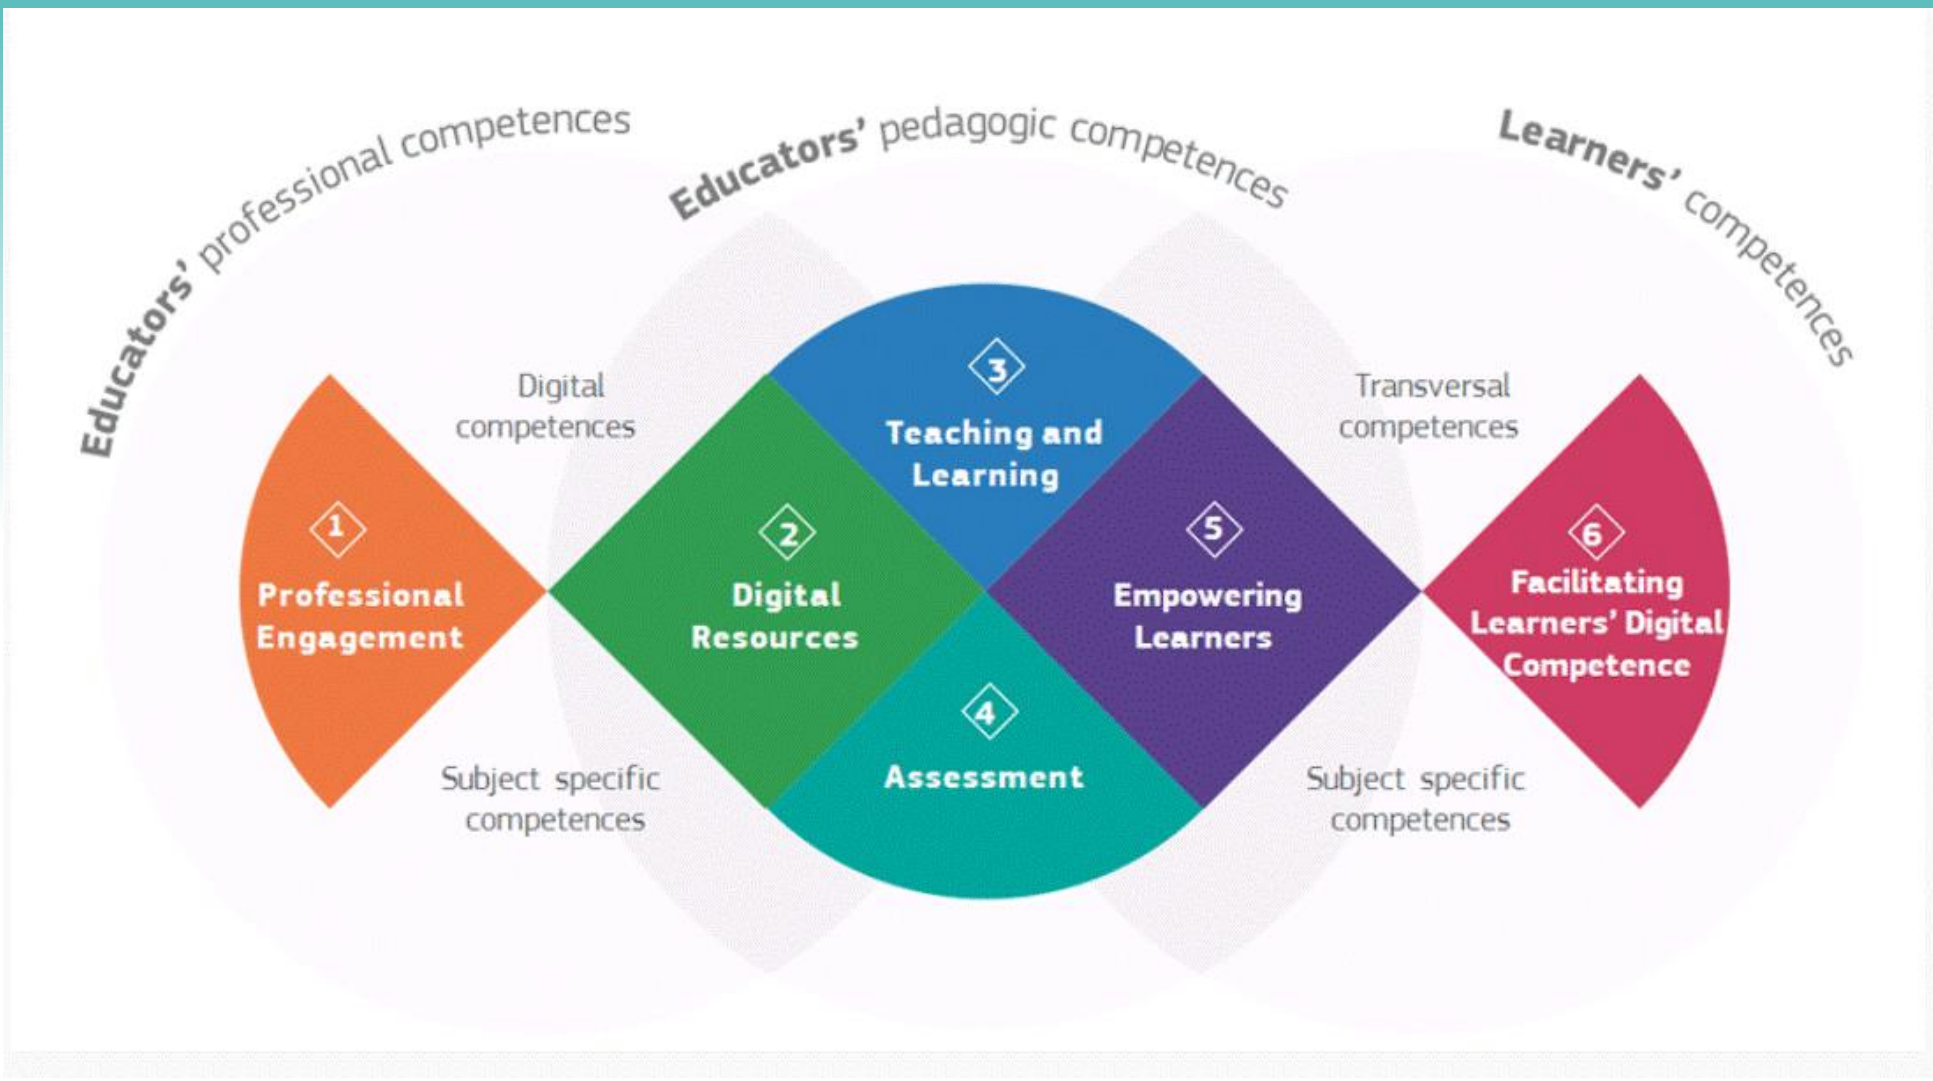 Educators' professional competences
Educators' pedagogic competences
Learners' competences
Digital
competences
Subject specific
competences
1
Professional
Engagement
2
Digital
Resources
3
Teaching and
Learning
4
Assessment
5
Empowering
Learners
Transversal
competences
Subject specific
competences
6
Facilitating
Learners' Digital
Competence